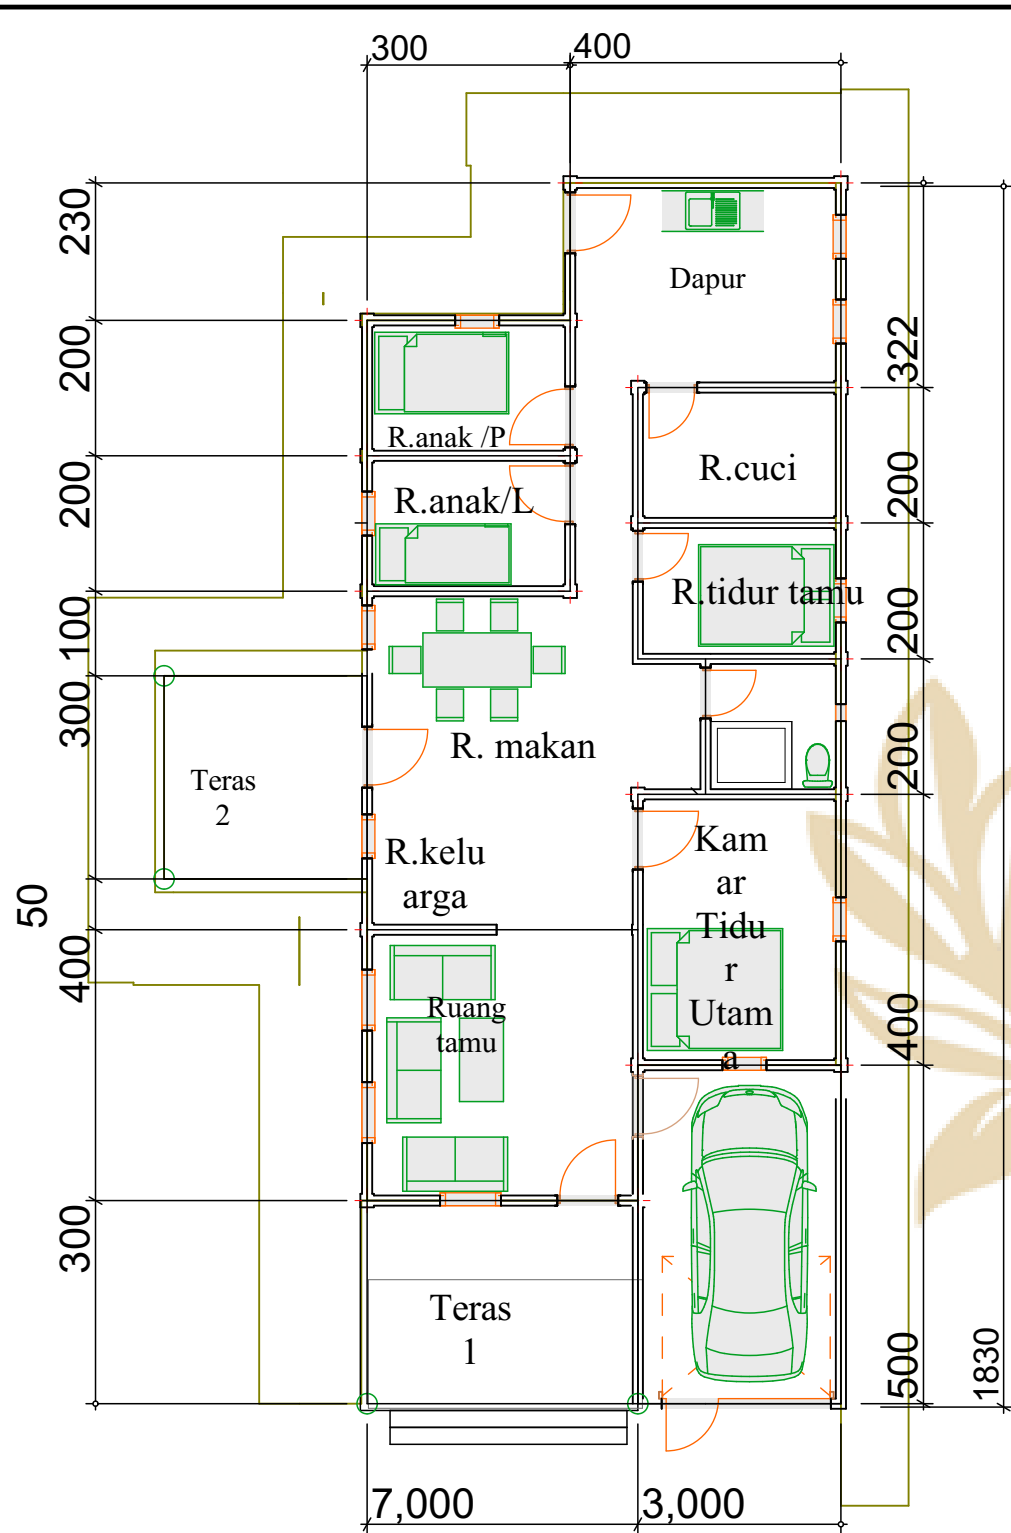 300
400
230
Dapur
200
322
R.anak /P
R.cuci
200
R.anak/L
200
R.tidur tamu
100
200
300
R. makan
Teras
2
200
R.kelu
arga
Kam
ar
Tidu
r
Utam
a
50
400
Ruang
tamu
400
300
Teras
1
500
1830
7,000
3,000